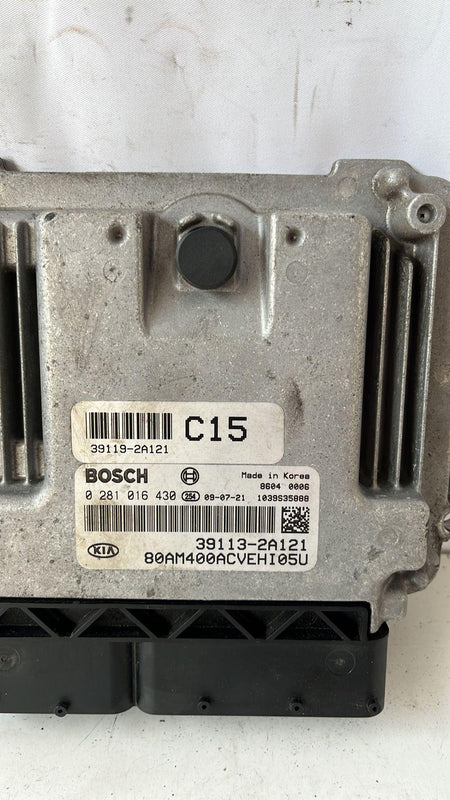 C15
39119-2A121
BOSCH Made in Korea
8604 0006
0 281 016 430 254 09-07-21 1039S35888
39113-2A121
KIA 80AM400ACVEHI05U